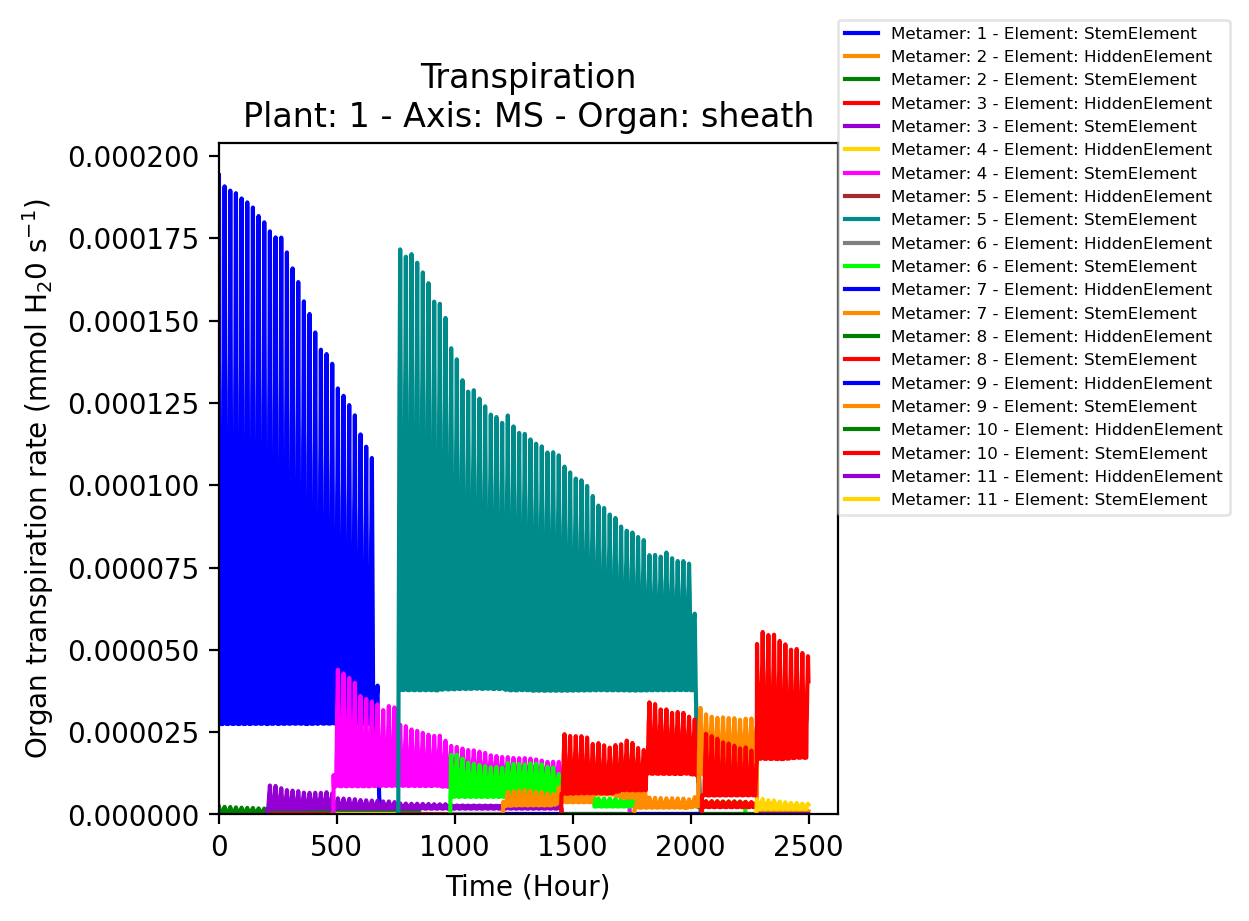 Transpiration
Plant: 1 - Axis: MS - Organ: sheath
Organ transpiration rate (mmol H₂0 s⁻¹)
0.000200
0.000175
0.000150
0.000125
0.000100
0.000075
0.000050
0.000025
0.000000
0 500 1000 1500 2000 2500
Time (Hour)
Metamer: 1 - Element: StemElement
Metamer: 2 - Element: HiddenElement
Metamer: 2 - Element: StemElement
Metamer: 3 - Element: HiddenElement
Metamer: 3 - Element: StemElement
Metamer: 4 - Element: HiddenElement
Metamer: 4 - Element: StemElement
Metamer: 5 - Element: HiddenElement
Metamer: 5 - Element: StemElement
Metamer: 6 - Element: HiddenElement
Metamer: 6 - Element: StemElement
Metamer: 7 - Element: HiddenElement
Metamer: 7 - Element: StemElement
Metamer: 8 - Element: HiddenElement
Metamer: 8 - Element: StemElement
Metamer: 9 - Element: HiddenElement
Metamer: 9 - Element: StemElement
Metamer: 10 - Element: HiddenElement
Metamer: 10 - Element: StemElement
Metamer: 11 - Element: HiddenElement
Metamer: 11 - Element: StemElement